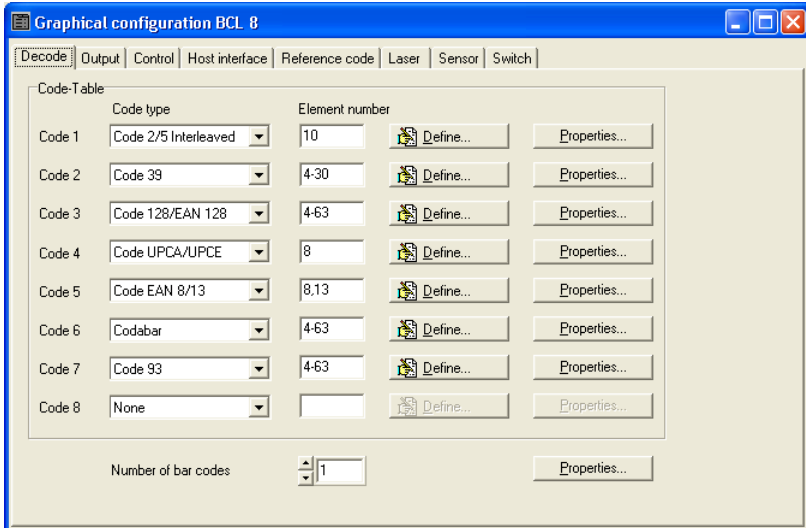 Graphical configuration BCL 8
Decode Output Control Host interface Reference code Laser Sensor Switch
Code-Table
Code type Element number
Code 1 Code 2/5 Interleaved 10 Define... Properties...
Code 2 Code 39 4-30 Define... Properties...
Code 3 Code 128/EAN 128 4-63 Define... Properties...
Code 4 Code UPCA/UPCE 8 Define... Properties...
Code 5 Code EAN 8/13 8,13 Define... Properties...
Code 6 Codabar 4-63 Define... Properties...
Code 7 Code 93 4-63 Define... Properties...
Code 8 None Define... Properties...
Number of bar codes 1 Properties...